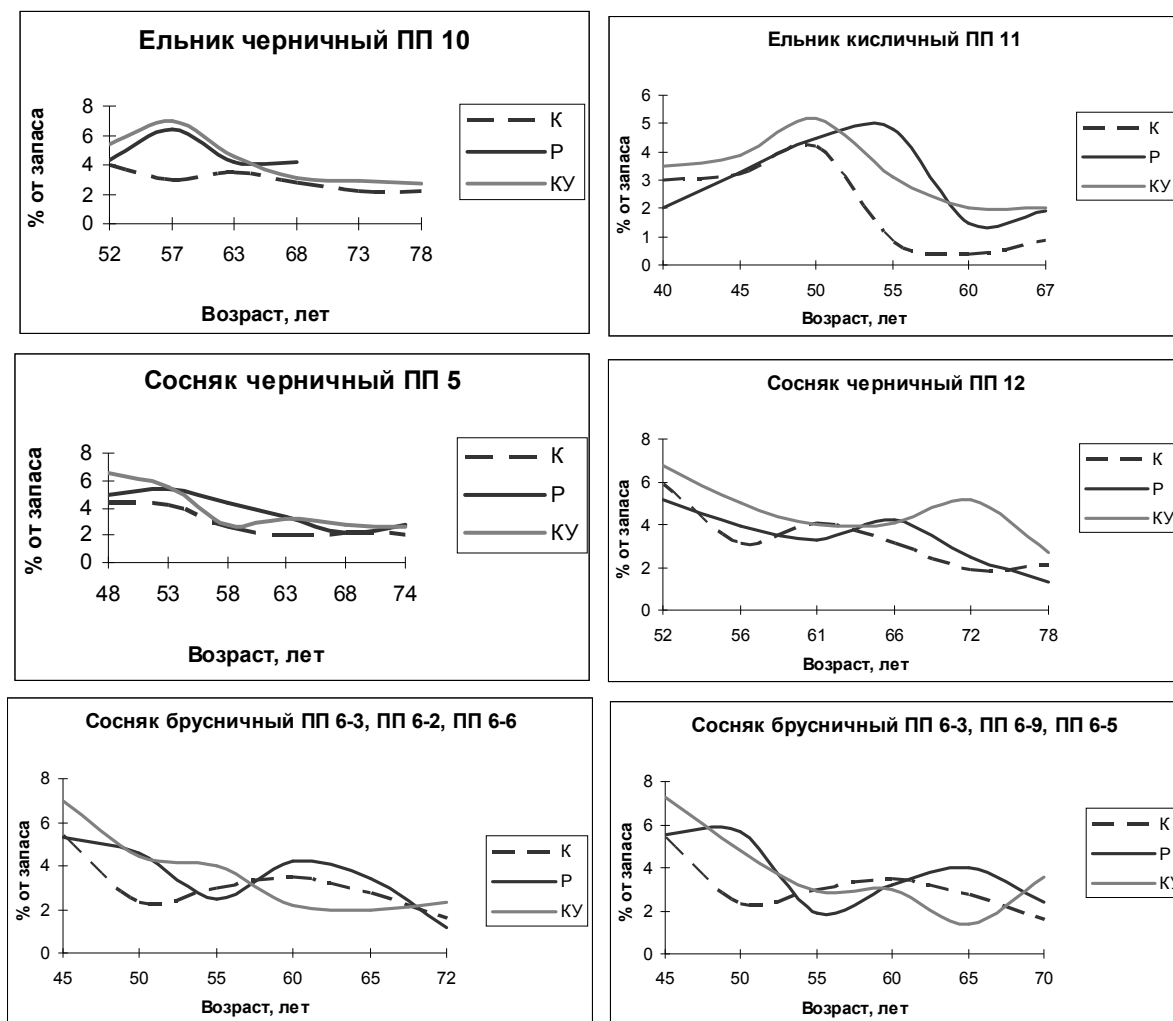 Ельник черничный ПП 10
8
6
4
2
0
52 57 63 68 73 78
% от запаса
Возраст, лет
К
Р
КУ
Ельник кисличный ПП 11
6
5
4
3
2
1
0
40 45 50 55 60 67
% от запаса
Возраст, лет
К
Р
КУ
Сосняк черничный ПП 5
8
6
4
2
0
48 53 58 63 68 74
% от запаса
Возраст, лет
К
Р
КУ
Сосняк черничный ПП 12
8
6
4
2
0
52 56 61 66 72 78
% от запаса
Возраст, лет
К
Р
КУ
Сосняк брусничный ПП 6-3, ПП 6-2, ПП 6-6
8
6
4
2
0
45 50 55 60 65 72
% от запаса
Возраст, лет
К
Р
КУ
Сосняк брусничный ПП 6-3, ПП 6-9, ПП 6-5
8
6
4
2
0
45 50 55 60 65 70
% от запаса
Возраст, лет
К
Р
КУ